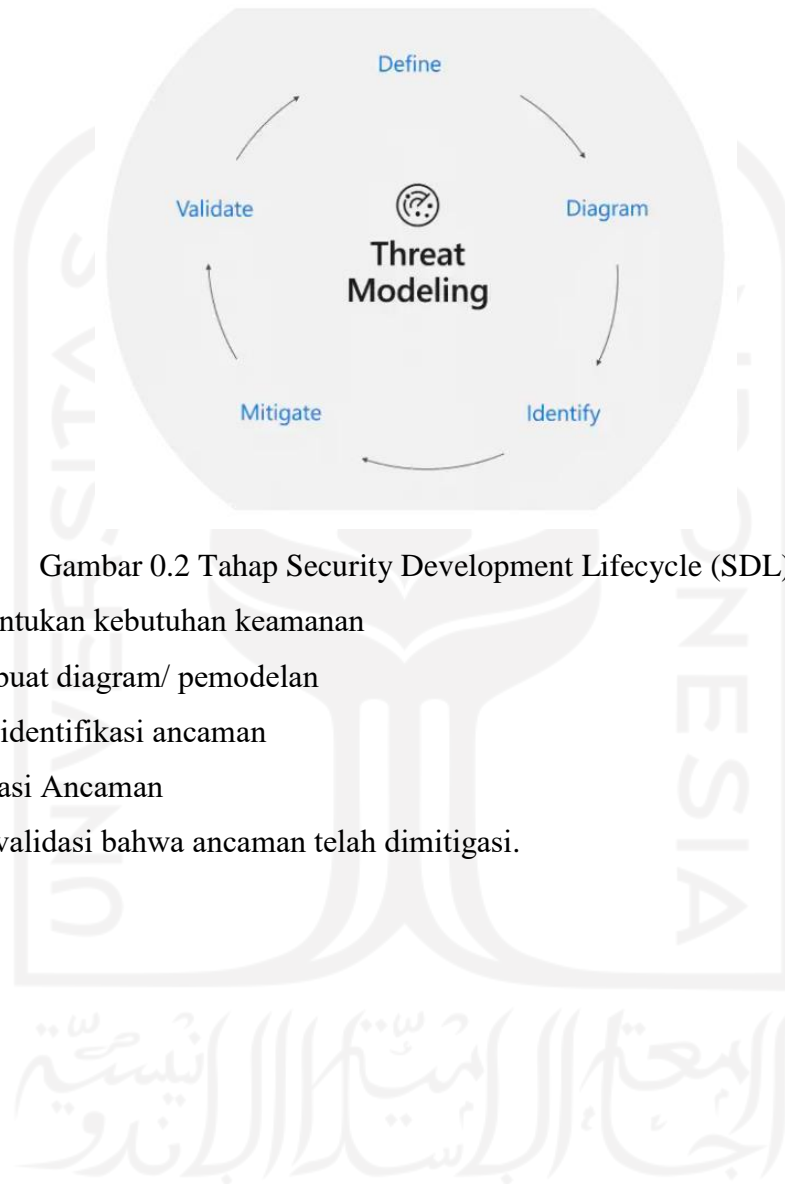 Define
Validate
Diagram
Threat
Modeling
Mitigate
Identify
Gambar 0.2 Tahap Security Development Lifecycle (SDL)
ntukan kebutuhan keamanan
buat diagram/ pemodelan
identifikasi ancaman
asi Ancaman
validasi bahwa ancaman telah dimitigasi.